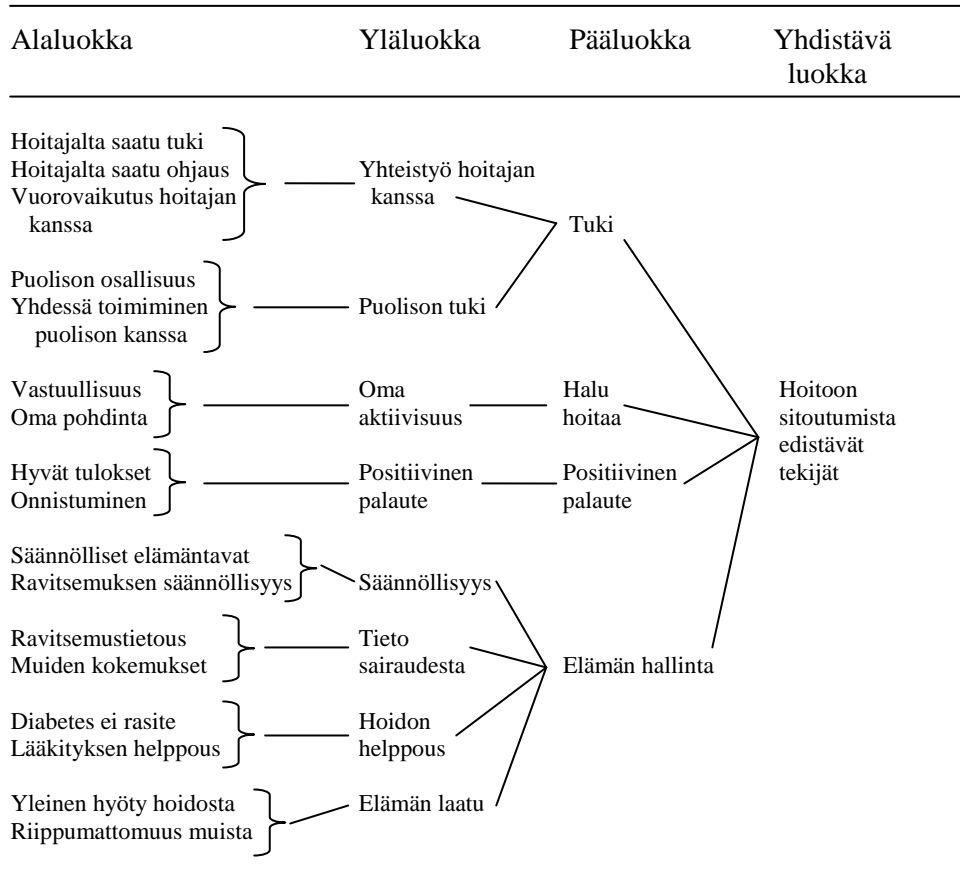 Alaluokka Yläluokka Pääluokka Yhdistävä
luokka
Hoitajalta saatu tuki
Hoitajalta saatu ohjaus
Vuorovaikutus hoitajan
kanssa
Yhteistyö hoitajan
kanssa
Tuki
Puolison osallisuus
Yhdessä toimiminen
puolison kanssa
Puolison tuki
Vastuullisuus
Oma pohdinta
Oma
aktiivisuus
Halu
hoitaa
Hoitoon
sitoutumista
edistävät
tekijät
Hyvät tulokset
Onnistuminen
Positiivinen
palaute
Positiivinen
palaute
Säännölliset elämäntavat
Ravitsemuksen säännöllisyys
Säännöllisyys
Ravitsemustietous
Muiden kokemukset
Tieto
sairaudesta
Elämän hallinta
Diabetes ei rasite
Lääkityksen helppous
Hoidon
helppous
Yleinen hyöty hoidosta
Riippumattomuus muista
Elämän laatu